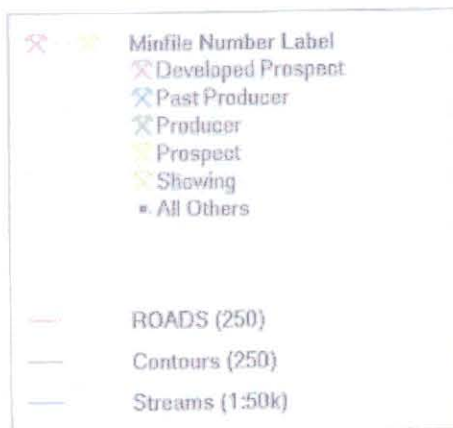 Minfile Number Label
Developed Prospect
Past Producer
Producer
Prospect
Showing
All Others
ROADS (250)
Contours (250)
Streams (1:50k)